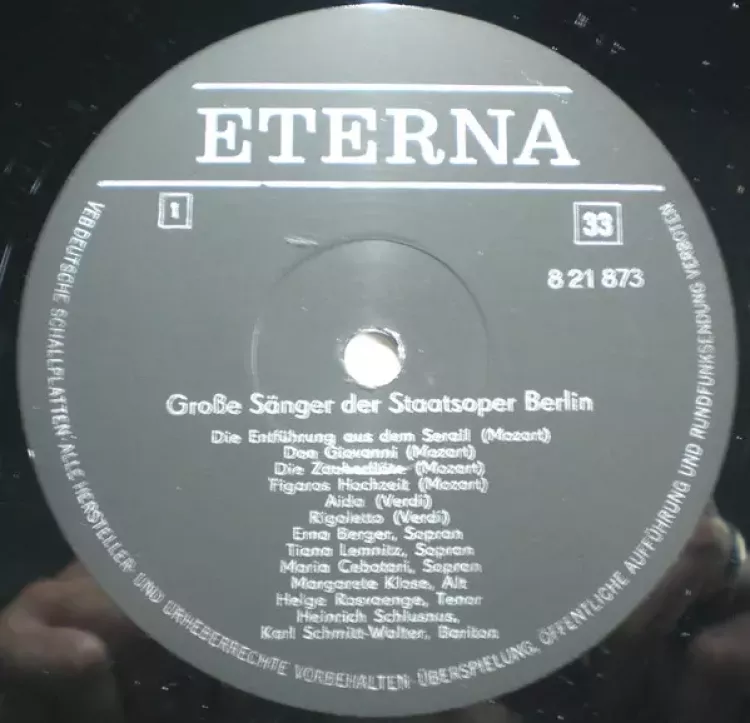 ETERNA
1
33
8 21 873
Große Sänger der Staatsoper Berlin
Die Entführung aus dem Serail (Mozart)
Don Giovanni (Mozart)
Die Zauberflöte (Mozart)
Figaros Hochzeit (Mozart)
Aida (Verdi)
Rigoletto (Verdi)
Erna Berger, Sopran
Tiana Lemnitz, Sopran
Maria Cebotari, Sopran
Margarete Klose, Alt
Helge Rosvaenge, Tenor
Heinrich Schlusnus,
Karl Schmitt-Walter, Bariton
VEB DEUTSCHE SCHALLPLATTEN · ALLE HERSTELLER- UND URHEBERRECHTE VORBEHALTEN · ÜBERSPIELUNG, ÖFFENTLICHE AUFFÜHRUNG UND RUNDFUNKSENDUNG VERBOTEN